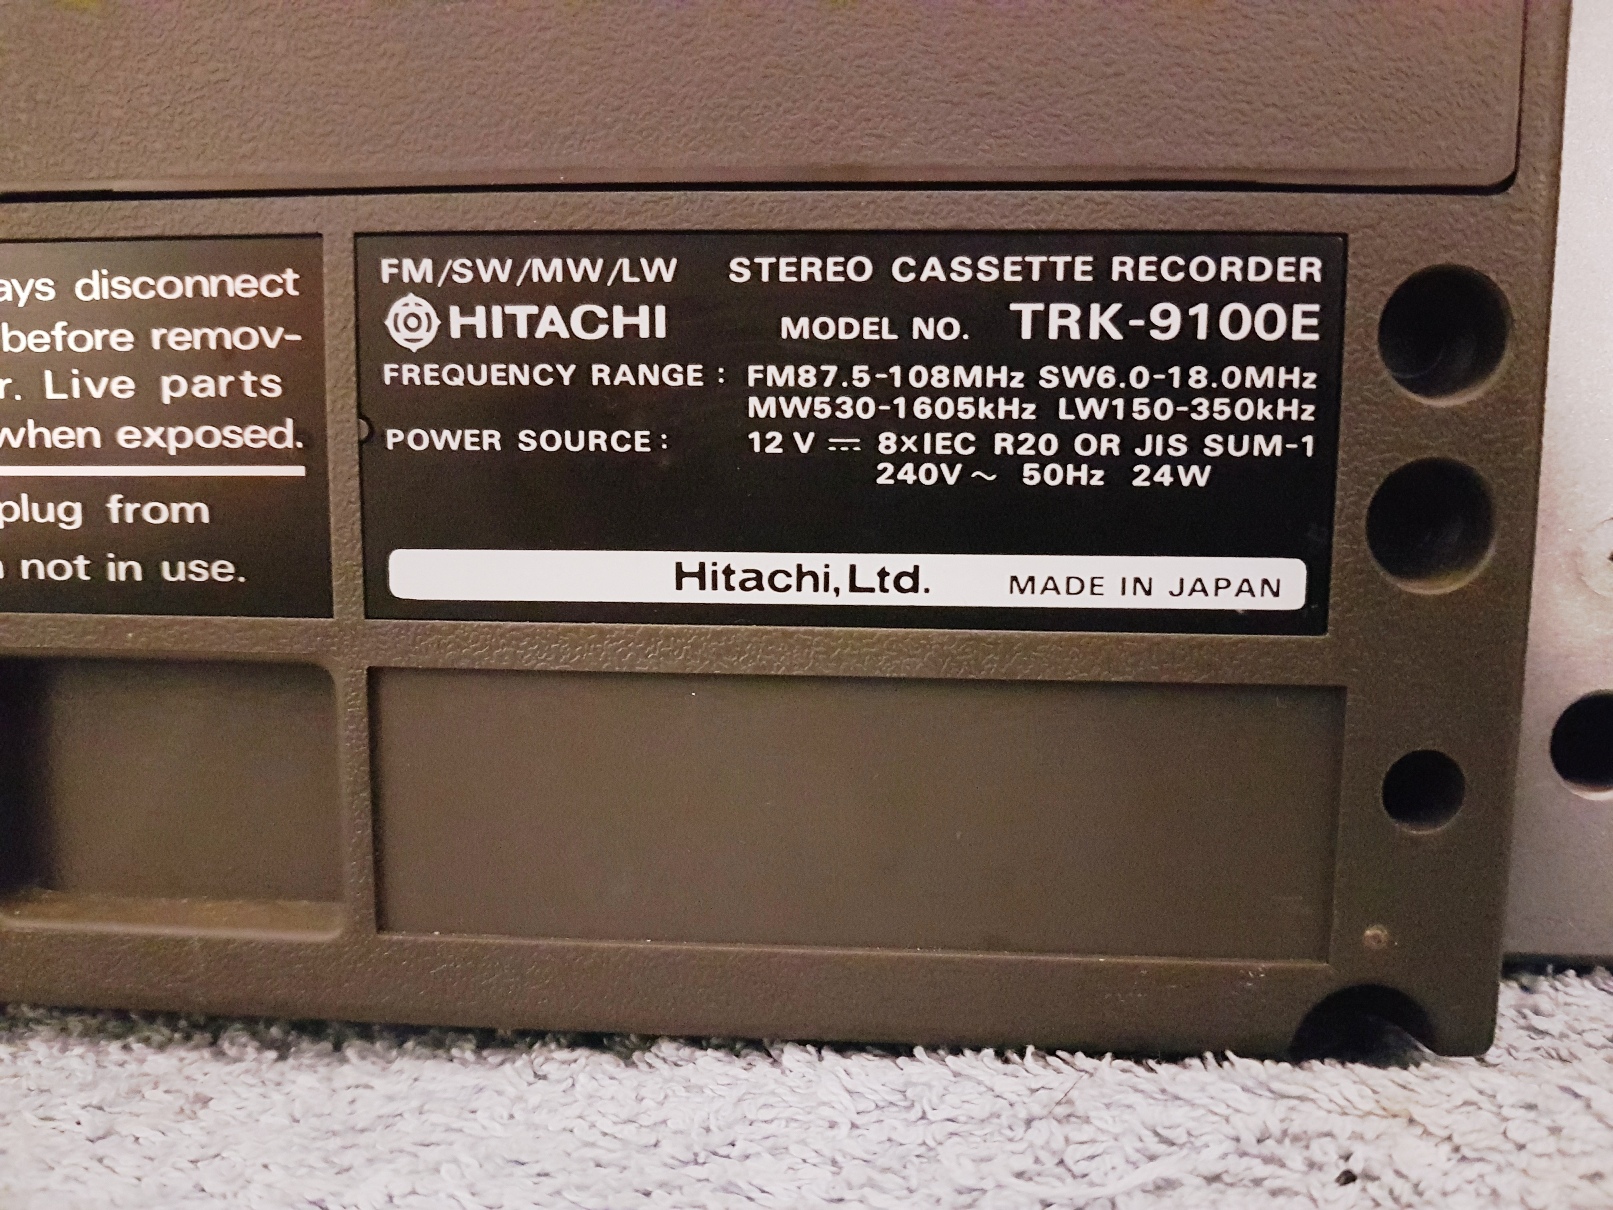 ays disconnect
before remov-
r. Live parts
when exposed.
plug from
not in use.
FM/SW/MW/LW STEREO CASSETTE RECORDER
HITACHI MODEL NO. TRK-9100E
FREQUENCY RANGE : FM87.5-108MHz SW6.0-18.0MHz
MW530-1605kHz LW150-350kHz
POWER SOURCE : 12 V ⎓ 8xIEC R20 OR JIS SUM-1
240V ~ 50Hz 24W
Hitachi, Ltd. MADE IN JAPAN